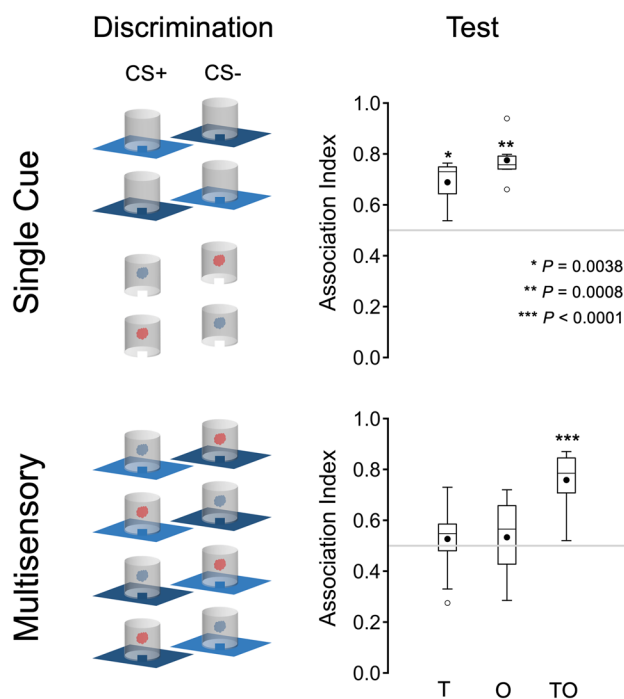 Discrimination
Test
CS+
CS-
Single Cue
Association Index
1.0
0.8
0.6
0.4
0.2
0.0
*
**
* P = 0.0038
** P = 0.0008
*** P < 0.0001
Multisensory
Association Index
1.0
0.8
0.6
0.4
0.2
0.0
***
T
O
TO